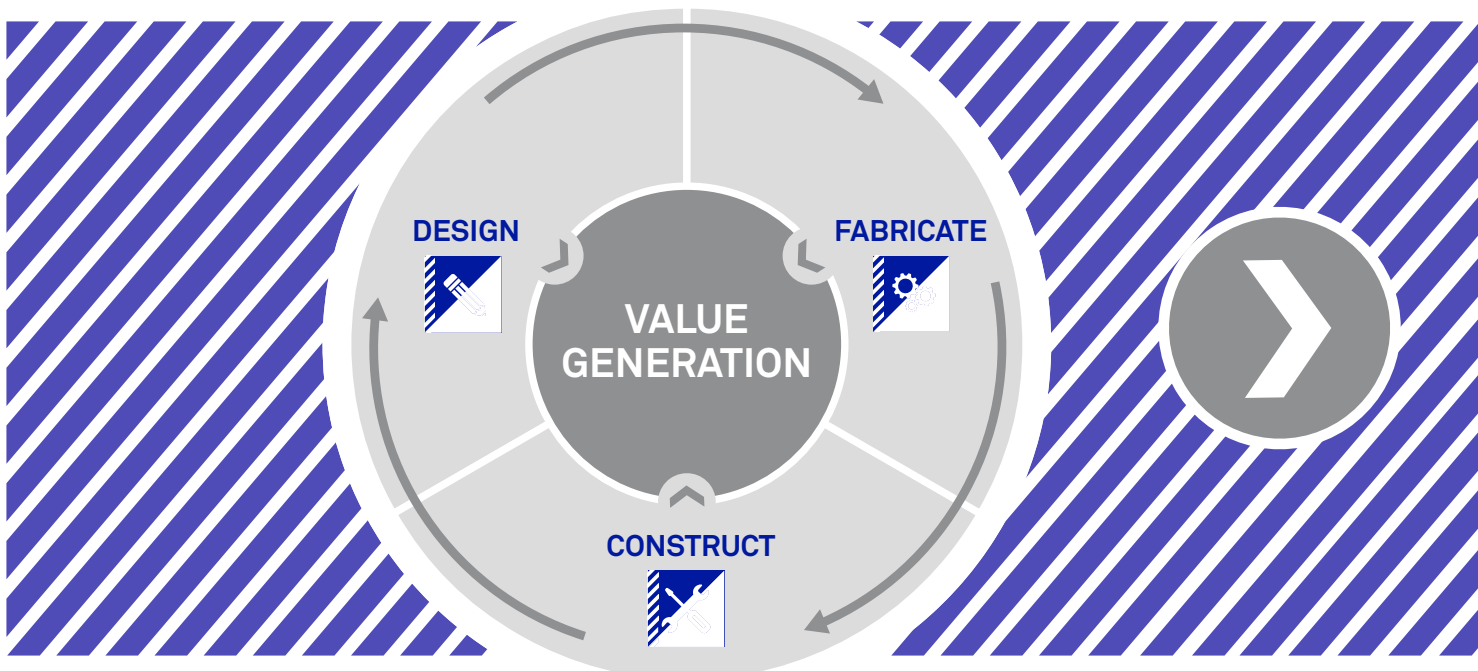 DESIGN
FABRICATE
VALUE
GENERATION
CONSTRUCT